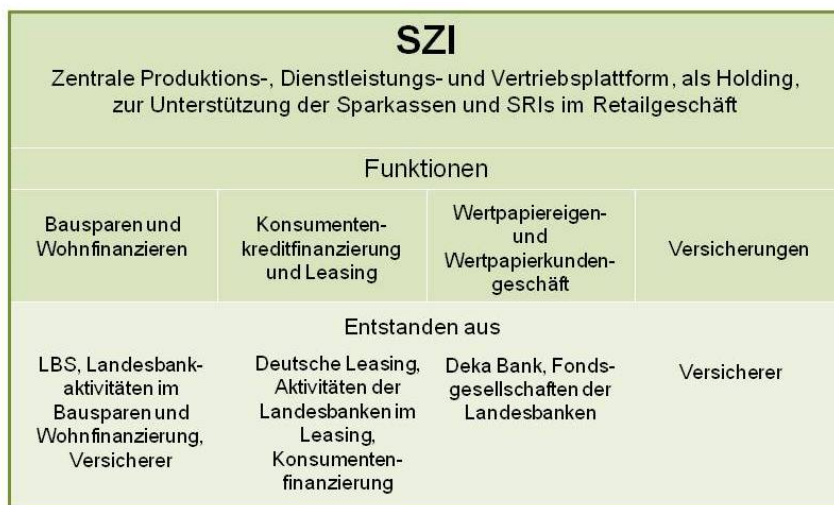 SZI
Zentrale Produktions-, Dienstleistungs- und Vertriebsplattform, als Holding,
zur Unterstützung der Sparkassen und SRIs im Retailgeschäft
Funktionen
Bausparen und
Wohnfinanzieren
Konsumenten-
kreditfinanzierung
und Leasing
Wertpapiereigen-
und
Wertpapierkunden-
geschäft
Versicherungen
Entstanden aus
LBS, Landesbank-
aktivitäten im
Bausparen und
Wohnfinanzierung,
Versicherer
Deutsche Leasing,
Aktivitäten der
Landesbanken im
Leasing,
Konsumenten-
finanzierung
Deka Bank, Fonds-
gesellschaften der
Landesbanken
Versicherer